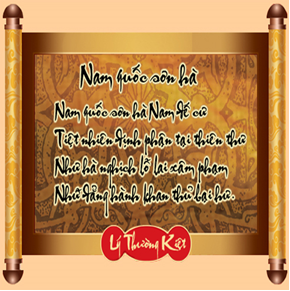 Nam quốc sơn hà
Nam quốc sơn hà Nam đế cư
Tiệt nhiên định phận tại thiên thư
Như hà nghịch lỗ lai xâm phạm
Nhữ đẳng hành khan thủ bại hư.
Lý Thường Kiệt